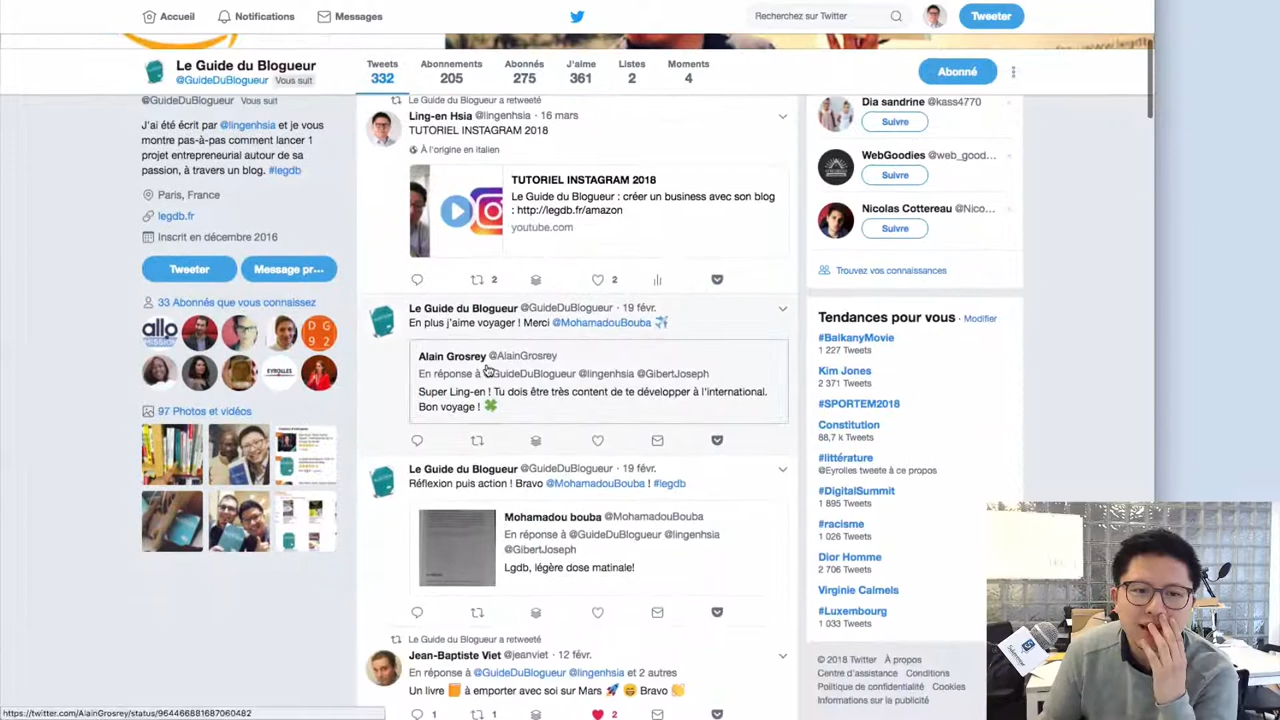 Accueil
Notifications
Messages
Recherchez sur Twitter
Tweeter
Le Guide du Blogueur
@GuideDuBlogueur Vous suit
Tweets
332
Abonnements
205
Abonnés
275
J'aime
361
Listes
2
Moments
4
Abonné
@GuideDuBlogueur Vous suit
J'ai été écrit par @lingenhsia et je vous
montre pas-à-pas comment lancer 1
projet entrepreneurial autour de sa
passion, à travers un blog. #legdb
Paris, France
legdb.fr
Inscrit en décembre 2016
Tweeter
Message pr...
33 Abonnés que vous connaissez
allo
MISSION
D G
9 2
EYROLLES
97 Photos et vidéos
Le Guide du Blogueur a retweeté
Ling-en Hsia @lingenhsia · 16 mars
TUTORIEL INSTAGRAM 2018
À l'origine en italien
TUTORIEL INSTAGRAM 2018
Le Guide du Blogueur : créer un business avec son blog
: http://legdb.fr/amazon
youtube.com
2
2
Le Guide du Blogueur @GuideDuBlogueur · 19 févr.
En plus j'aime voyager ! Merci @MohamadouBouba ✈️
Alain Grosrey @AlainGrosrey
En réponse à @GuideDuBlogueur @lingenhsia @GibertJoseph
Super Ling-en ! Tu dois être très content de te développer à l'international.
Bon voyage ! 🍀
Le Guide du Blogueur @GuideDuBlogueur · 19 févr.
Réflexion puis action ! Bravo @MohamadouBouba ! #legdb
Mohamadou bouba @MohamadouBouba
En réponse à @GuideDuBlogueur @lingenhsia
@GibertJoseph
Lgdb, légère dose matinale!
Le Guide du Blogueur a retweeté
Jean-Baptiste Viet @jeanviet · 12 févr.
En réponse à @GuideDuBlogueur @lingenhsia et 2 autres
Un livre 📙 à emporter avec soi sur Mars 🚀 😄 Bravo 👏
1
1
2
Dia sandrine @kass4770
Suivre
WebGoodies @web_good...
Suivre
Nicolas Cottereau @Nico...
Suivre
Trouvez vos connaissances
Tendances pour vous · Modifier
#BalkanyMovie
1 227 Tweets
Kim Jones
2 371 Tweets
#SPORTEM2018
Constitution
88,7 k Tweets
#littérature
@Eyrolles tweete à ce propos
#DigitalSummit
1 895 Tweets
#racisme
1 026 Tweets
Dior Homme
2 706 Tweets
Virginie Calmels
#Luxembourg
1 033 Tweets
© 2018 Twitter À propos
Centre d'assistance Conditions
Politique de confidentialité Cookies
Informations sur la publicité
https://twitter.com/AlainGrosrey/status/964466881687060482